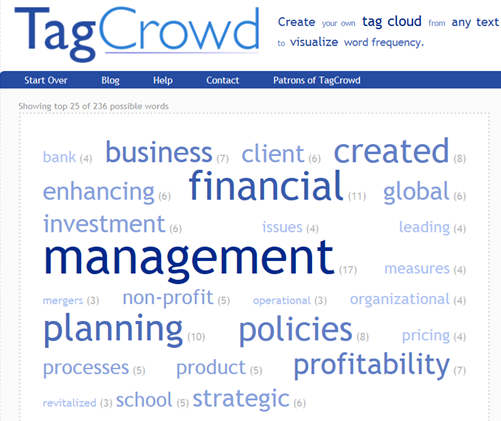 TagCrowd
Create your own tag cloud from any text
to visualize word frequency.
Start Over Blog Help Contact Patrons of TagCrowd
Showing top 25 of 236 possible words
bank (4) business (7) client (6) created (8)
enhancing (6) financial (11) global (6)
investment (6) issues (4) leading (4)
management (17) measures (4)
mergers (3) non-profit (5) operational (3) organizational (4)
planning (10) policies (8) pricing (4)
processes (5) product (5) profitability (7)
revitalized (3) school (5) strategic (6)